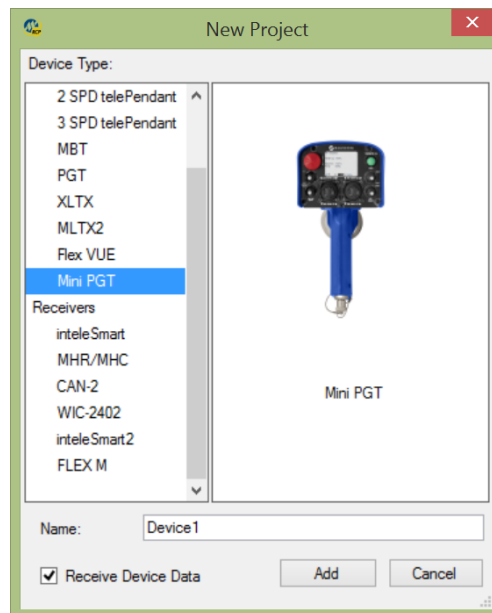 New Project
Device Type:
2 SPD telePendant
3 SPD telePendant
MBT
PGT
XLTX
MLTX2
Flex VUE
Mini PGT
Receivers
inteleSmart
MHR/MHC
CAN-2
WIC-2402
inteleSmart2
FLEX M
Mini PGT
Name: Device1
Receive Device Data Add Cancel